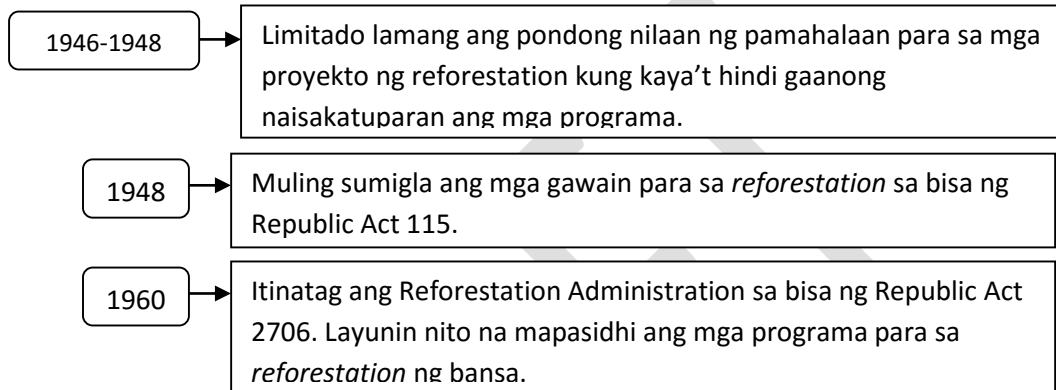 1946-1948
Limitado lamang ang pondong nilaan ng pamahalaan para sa mga
proyekto ng reforestation kung kaya’t hindi gaanong
naisakatuparan ang mga programa.
1948
Muling sumigla ang mga gawain para sa reforestation sa bisa ng
Republic Act 115.
1960
Itinatag ang Reforestation Administration sa bisa ng Republic Act
2706. Layunin nito na mapasidhi ang mga programa para sa
reforestation ng bansa.